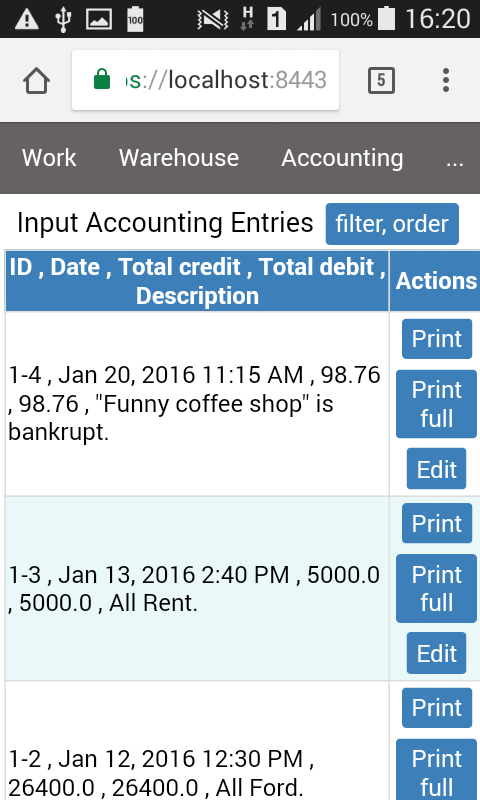 100 H 1 100% 16:20
s://localhost:8443 5
Work Warehouse Accounting ...
Input Accounting Entries filter, order
ID , Date , Total credit , Total debit ,
Description
Actions
1-4 , Jan 20, 2016 11:15 AM , 98.76
, 98.76 , "Funny coffee shop" is
bankrupt.
Print
Print
full
Edit
1-3 , Jan 13, 2016 2:40 PM , 5000.0
, 5000.0 , All Rent.
Print
Print
full
Edit
1-2 , Jan 12, 2016 12:30 PM ,
26400.0 , 26400.0 , All Ford.
Print
Print
full